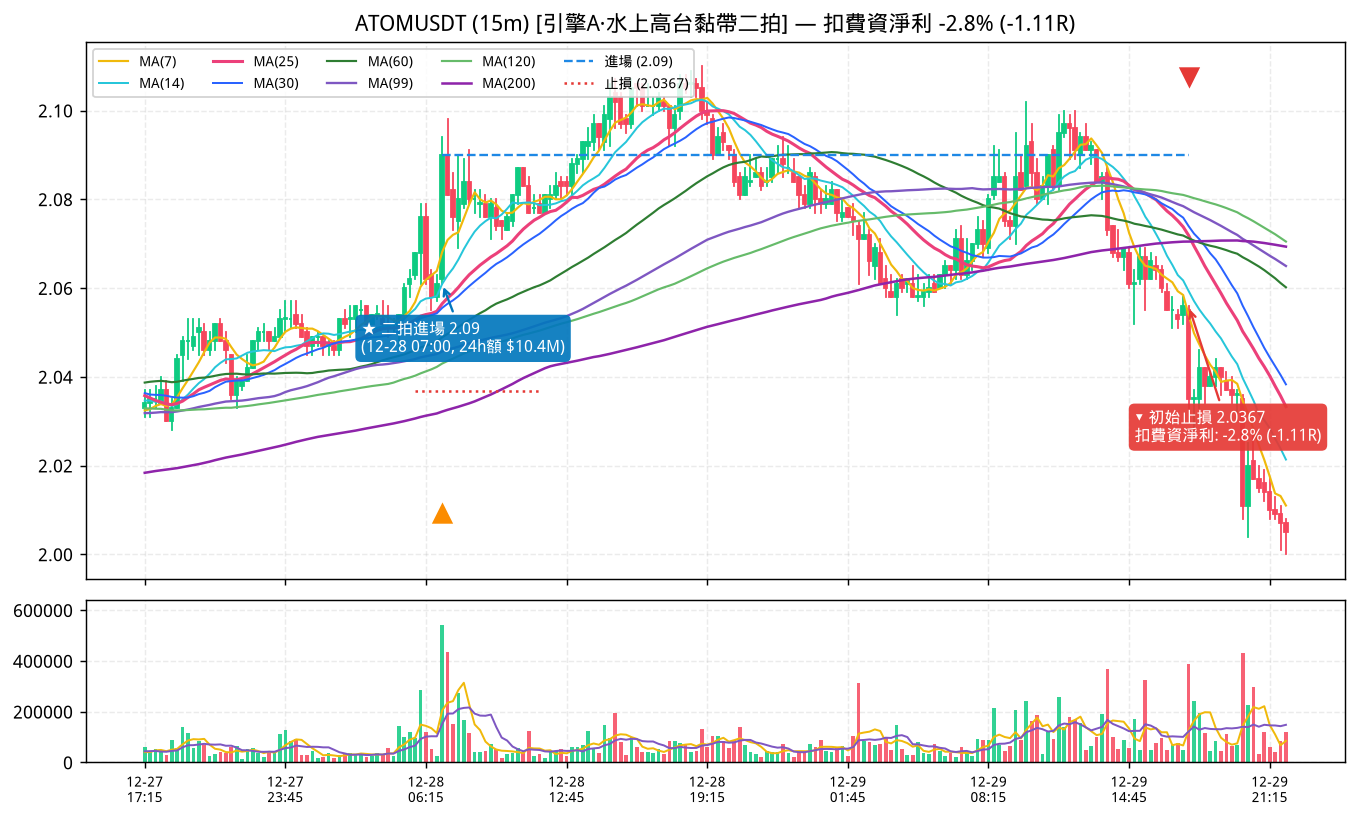 ATOMUSDT (15m) [引擎A·水上高台黏帶二拍] — 扣費資淨利 -2.8% (-1.11R)
MA(7) MA(25) MA(60) MA(120) 進場 (2.09)
MA(14) MA(30) MA(99) MA(200) 止損 (2.0367)
2.10
2.08
2.06
2.04
2.02
2.00
★ 二拍進場 2.09
(12-28 07:00, 24h額 $10.4M)
▼ 初始止損 2.0367
扣費資淨利: -2.8% (-1.11R)
600000
400000
200000
0
12-27 12-27 12-28 12-28 12-28 12-29 12-29 12-29 12-29
17:15 23:45 06:15 12:45 19:15 01:45 08:15 14:45 21:15